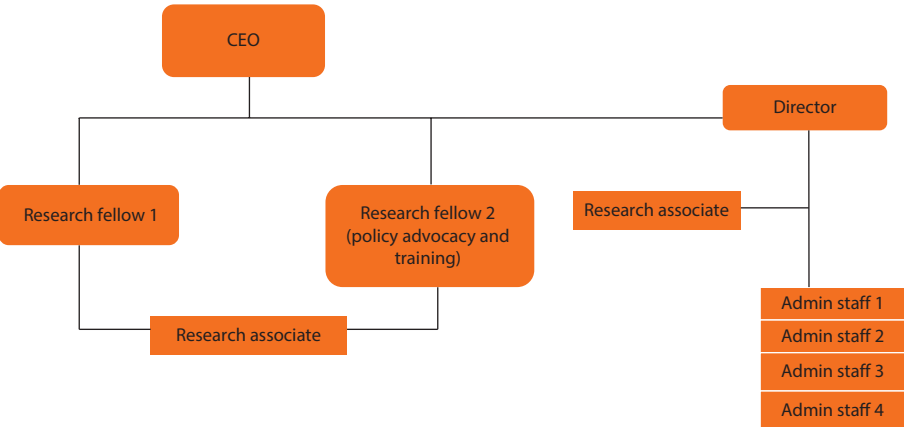 CEO
Director
Research fellow 1
Research fellow 2
(policy advocacy and
training)
Research associate
Research associate
Admin staff 1
Admin staff 2
Admin staff 3
Admin staff 4